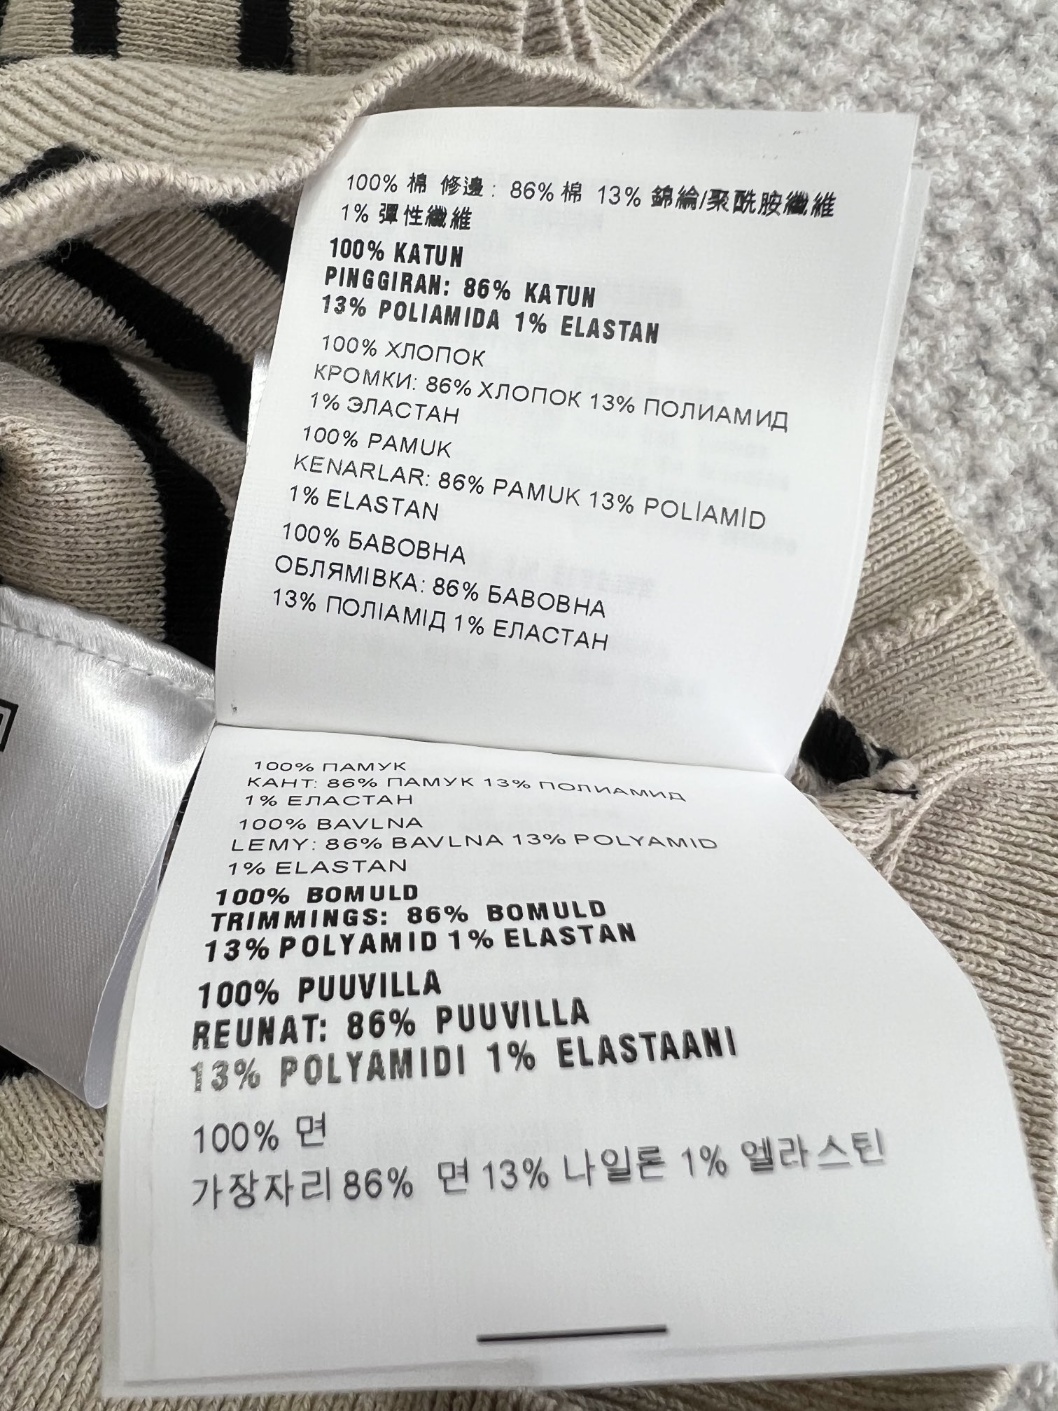 100% 棉 修邊: 86% 棉 13% 錦綸/聚酰胺纖維
1% 彈性纖維
100% KATUN
PINGGIRAN: 86% KATUN
13% POLIAMIDA 1% ELASTAN
100% ХЛОПОК
КРОМКИ: 86% ХЛОПОК 13% ПОЛИАМИД
1% ЭЛАСТАН
100% PAMUK
KENARLAR: 86% PAMUK 13% POLİAMİD
1% ELASTAN
100% БАВОВНА
ОБЛЯМІВКА: 86% БАВОВНА
13% ПОЛІАМІД 1% ЕЛАСТАН
100% ПАМУК
КАНТ: 86% ПАМУК 13% ПОЛИАМИД
1% ЕЛАСТАН
100% BAVLNA
LEMY: 86% BAVLNA 13% POLYAMID
1% ELASTAN
100% BOMULD
TRIMMINGS: 86% BOMULD
13% POLYAMID 1% ELASTAN
100% PUUVILLA
REUNAT: 86% PUUVILLA
13% POLYAMIDI 1% ELASTAANI
100% 면
가장자리 86% 면 13% 나일론 1% 엘라스틴